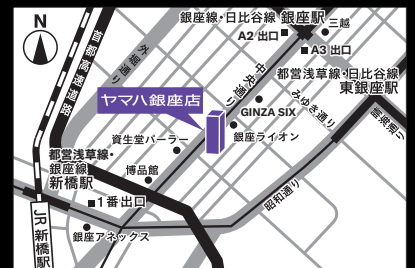 N
銀座線・日比谷線 銀座駅
三越
A2 出口
A3 出口
都営浅草線・日比谷線
東銀座駅
首都高速道路
外堀通り
中央通り
みゆき通り
晴海通り
ヤマハ銀座店
GINZA SIX
銀座ライオン
資生堂パーラー
都営浅草線・
銀座線
新橋駅
博品館
1番出口
昭和通り
銀座アネックス
JR新橋駅